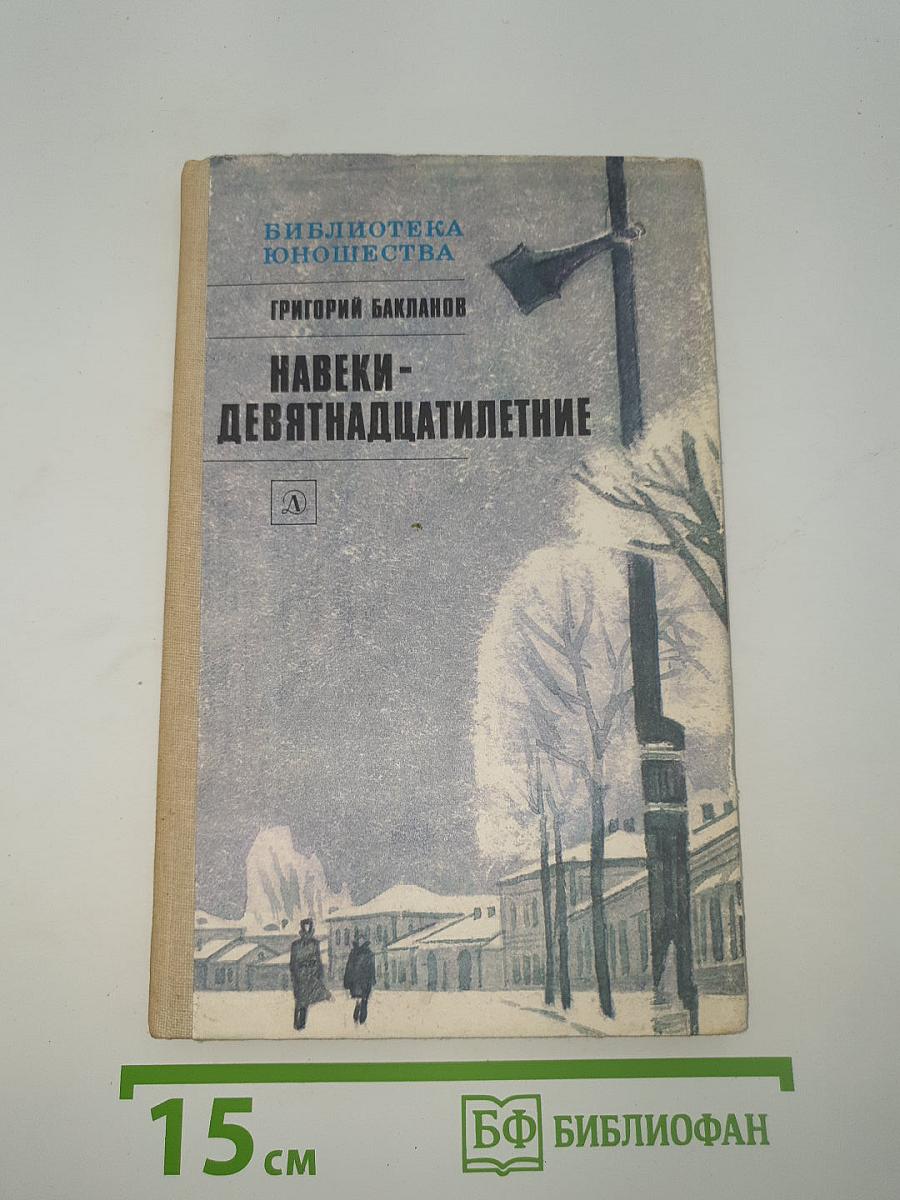 БИБЛИОТЕКА
ЮНОШЕСТВА
ГРИГОРИЙ БАКЛАНОВ
НАВЕКИ-
ДЕВЯТНАДЦАТИЛЕТНИЕ
Д
15 см
БФ БИБЛИОФАН